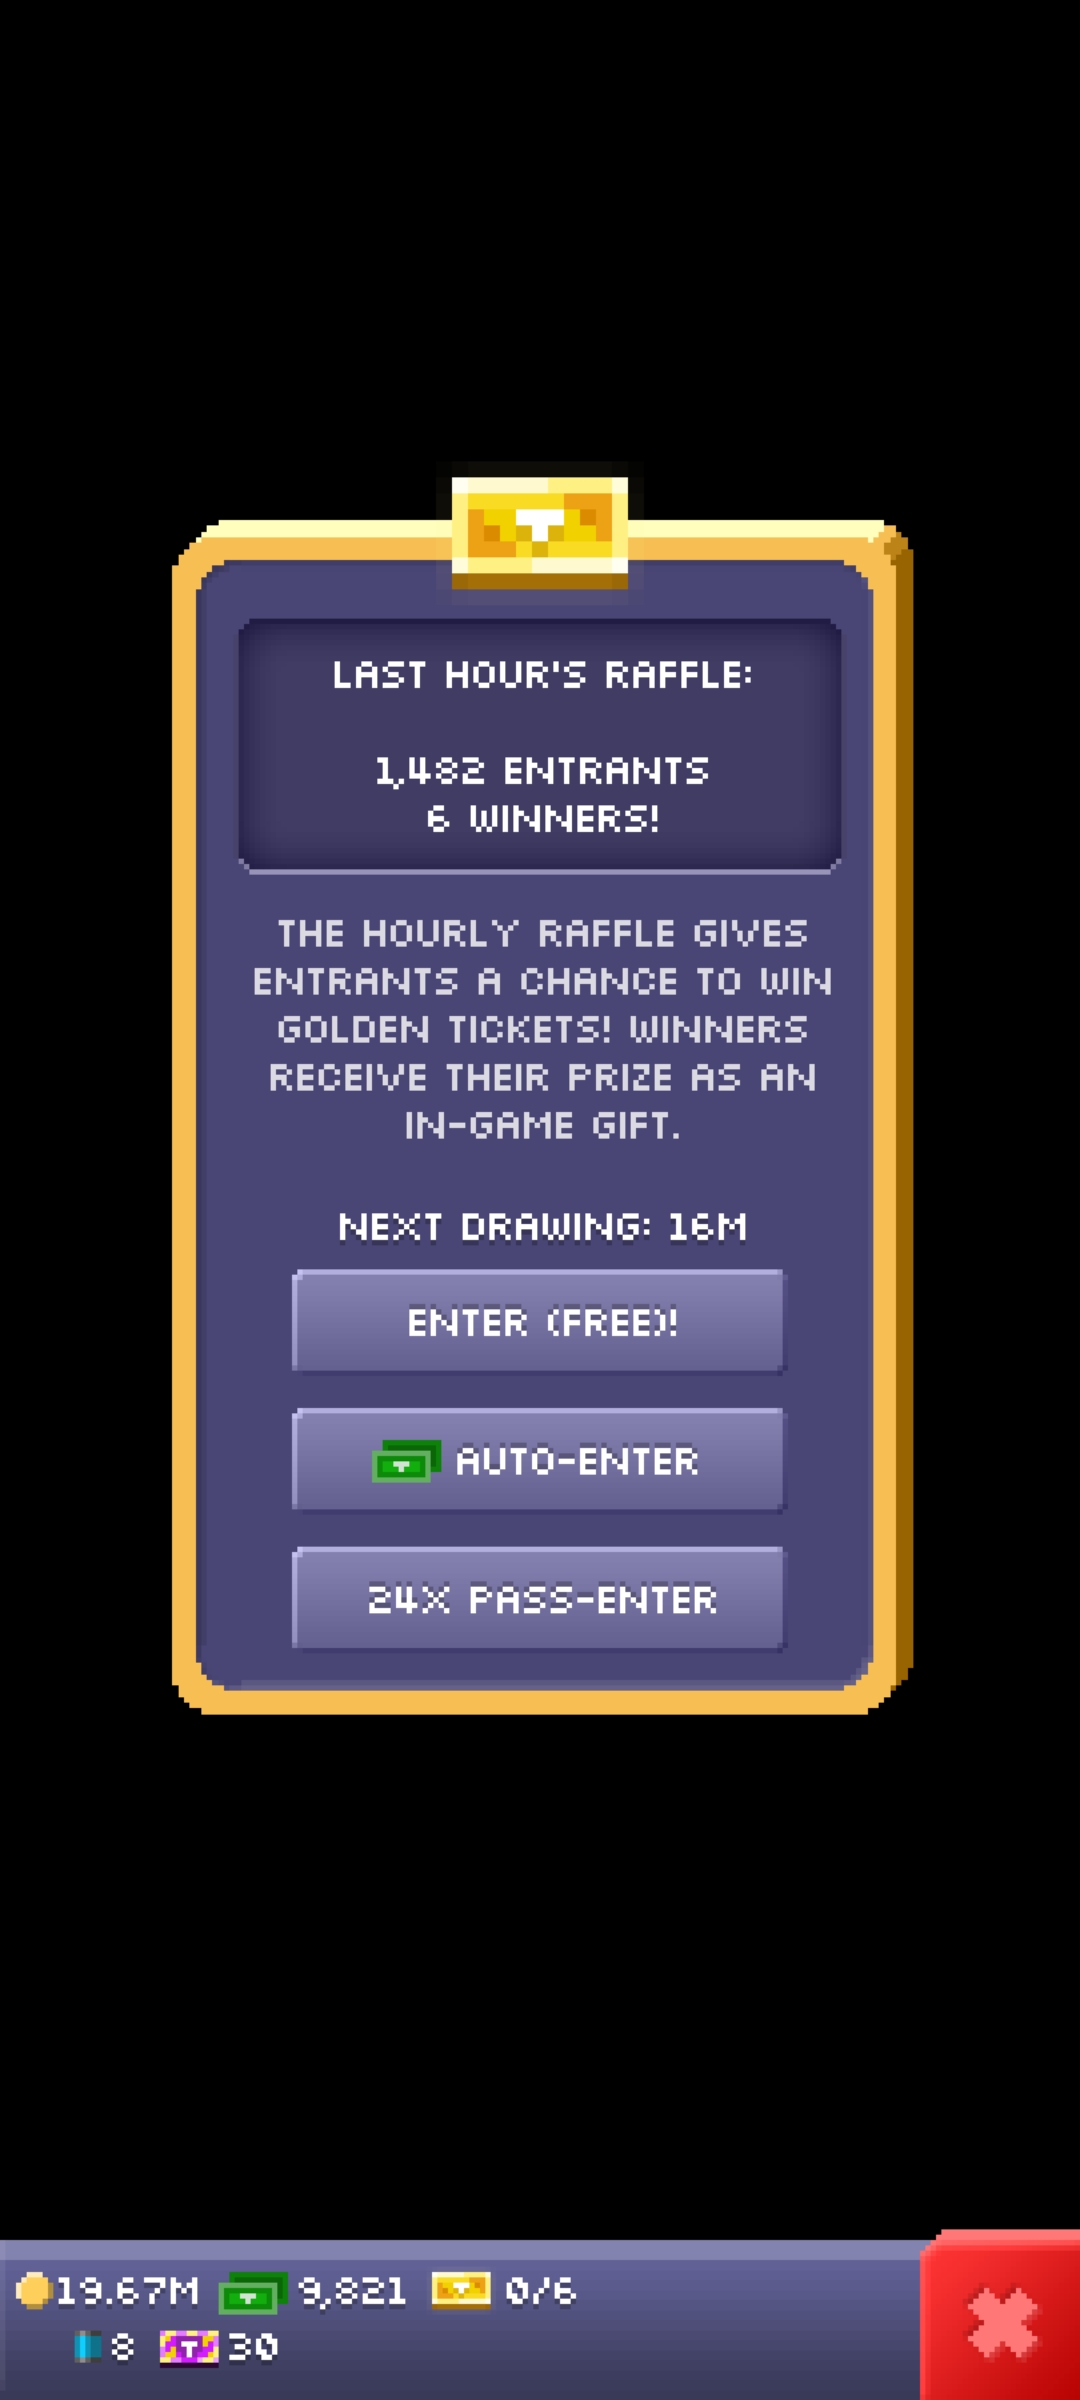 LAST HOUR'S RAFFLE:
1,482 ENTRANTS
6 WINNERS!
THE HOURLY RAFFLE GIVES
ENTRANTS A CHANCE TO WIN
GOLDEN TICKETS! WINNERS
RECEIVE THEIR PRIZE AS AN
IN-GAME GIFT.
NEXT DRAWING: 16M
ENTER (FREE)!
AUTO-ENTER
24X PASS-ENTER
19.67M 9,821 0/6
8 30